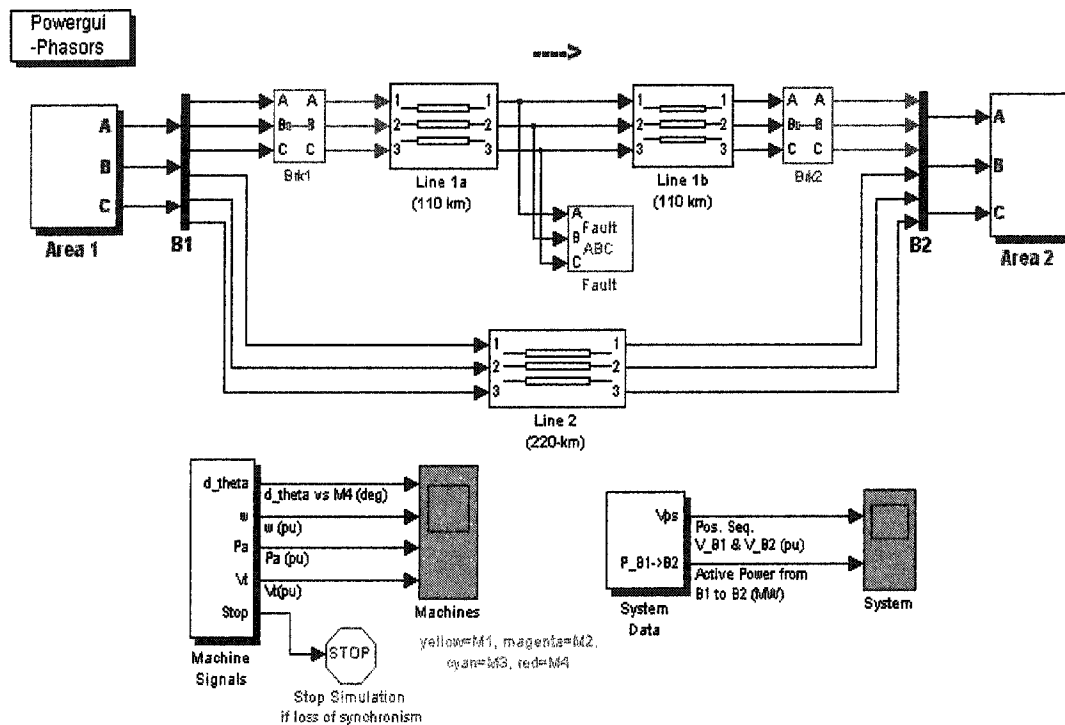 Powergui
-Phasors
---->
A
B
C
Area 1
B1
A A
B B
C C
Brk1
1 1
2 2
3 3
Line 1a
(110 km)
A
B
C
Fault
ABC
Fault
1 1
2 2
3 3
Line 1b
(110 km)
A A
B B
C C
Brk2
B2
A
B
C
Area 2
1 1
2 2
3 3
Line 2
(220-km)
d_theta
w
Pa
Vt
Stop
Machine
Signals
d_theta vs M4 (deg)
w (pu)
Pa (pu)
Vt(pu)
Machines
yellow=M1, magenta=M2,
cyan=M3, red=M4
STOP
Stop Simulation
if loss of synchronism
Vps
P_B1->B2
System
Data
Pos. Seq.
V_B1 & V_B2 (pu)
Active Power from
B1 to B2 (MW)
System